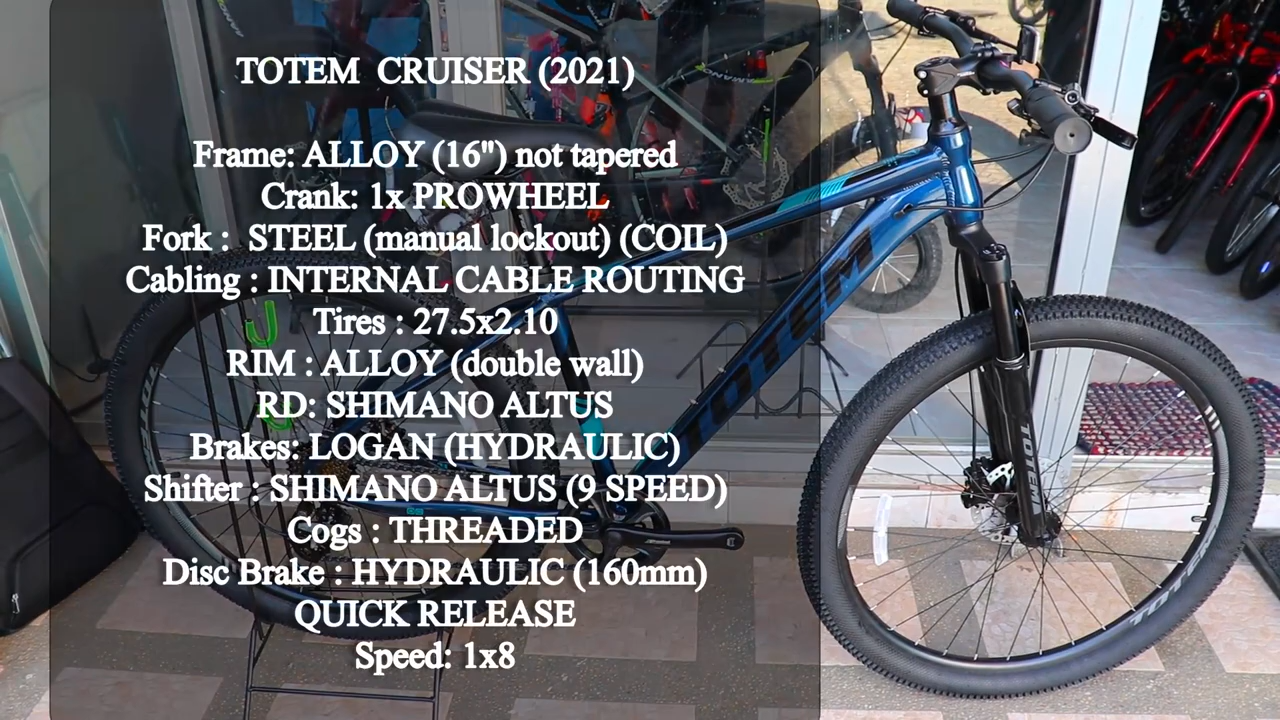 TOTEM CRUISER (2021)
Frame: ALLOY (16") not tapered
Crank: 1x PROWHEEL
Fork : STEEL (manual lockout) (COIL)
Cabling : INTERNAL CABLE ROUTING
Tires : 27.5x2.10
RIM : ALLOY (double wall)
RD: SHIMANO ALTUS
Brakes: LOGAN (HYDRAULIC)
Shifter : SHIMANO ALTUS (9 SPEED)
Cogs : THREADED
Disc Brake : HYDRAULIC (160mm)
QUICK RELEASE
Speed: 1x8
TOTEM
TOTEM
TOTEM